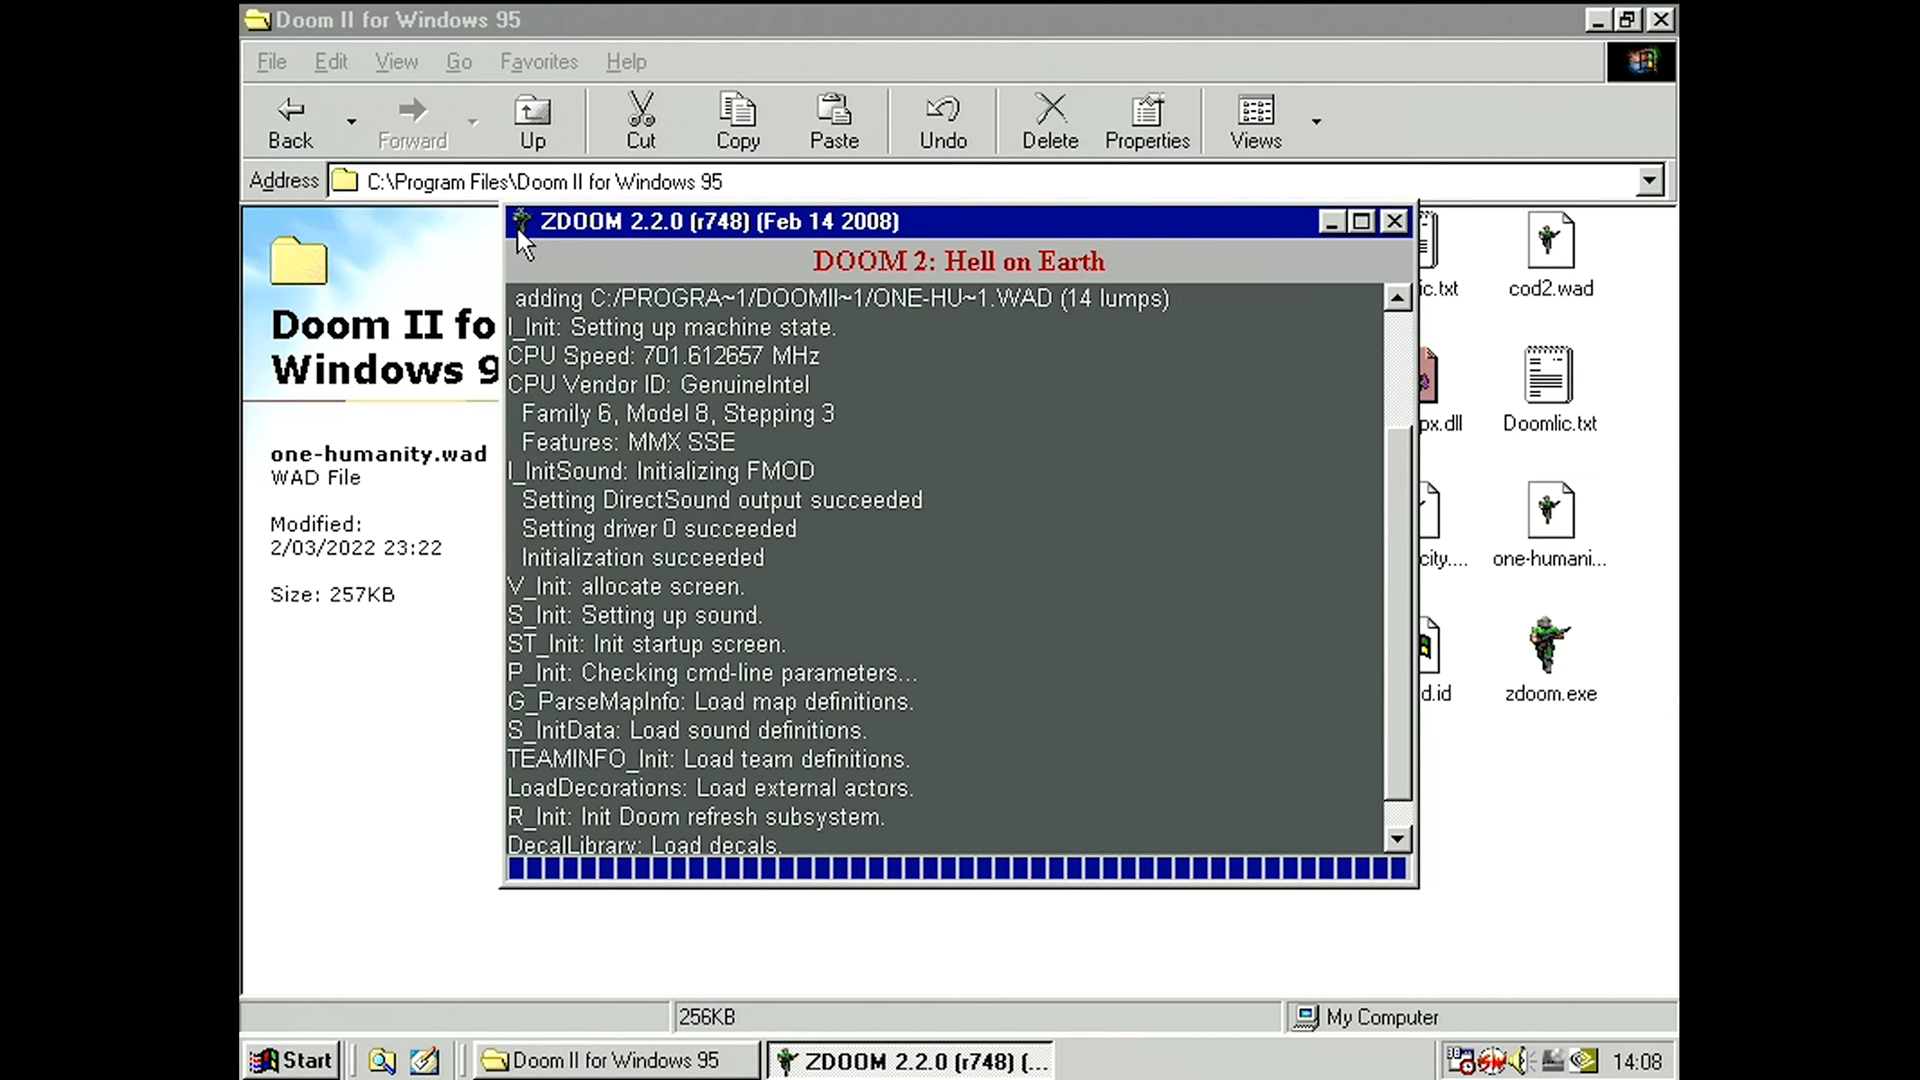 Doom II for Windows 95
File Edit View Go Favorites Help
Back Forward Up Cut Copy Paste Undo Delete Properties Views
Address C:\Program Files\Doom II for Windows 95
ZDOOM 2.2.0 (r748) (Feb 14 2008)
DOOM 2: Hell on Earth
adding C:/PROGRA~1/DOOMII~1/ONE-HU~1.WAD (14 lumps)
I_Init: Setting up machine state.
CPU Speed: 701.612657 MHz
CPU Vendor ID: GenuineIntel
Family 6, Model 8, Stepping 3
Features: MMX SSE
I_InitSound: Initializing FMOD
Setting DirectSound output succeeded
Setting driver 0 succeeded
Initialization succeeded
V_Init: allocate screen.
S_Init: Setting up sound.
ST_Init: Init startup screen.
P_Init: Checking cmd-line parameters...
G_ParseMapInfo: Load map definitions.
S_InitData: Load sound definitions.
TEAMINFO_Init: Load team definitions.
LoadDecorations: Load external actors.
R_Init: Init Doom refresh subsystem.
DecalLibrary: Load decals.
Doom II fo
Windows 9
one-humanity.wad
WAD File
Modified:
2/03/2022 23:22
Size: 257KB
ic.txt
cod2.wad
px.dll
Doomlic.txt
city....
one-humani...
d.id
zdoom.exe
256KB
My Computer
Start
Doom II for Windows 95
ZDOOM 2.2.0 (r748) (...
14:08